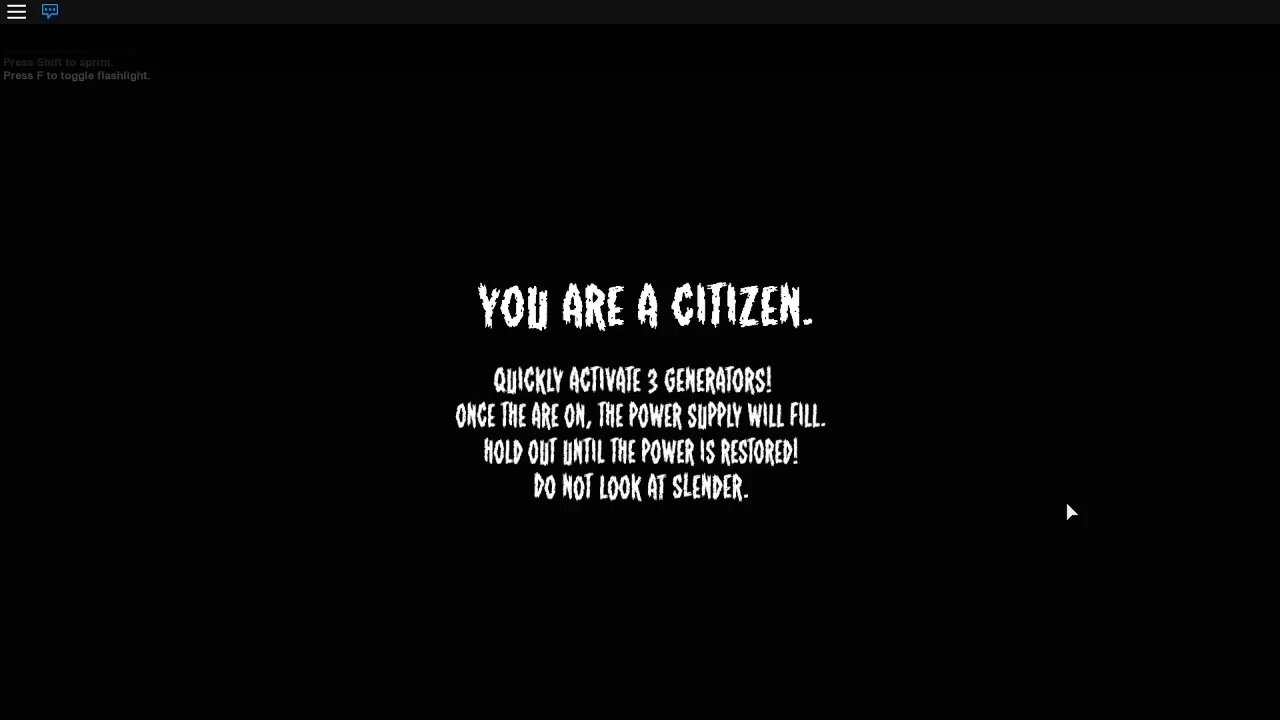 Press Shift to sprint.
Press F to toggle flashlight.
YOU ARE A CITIZEN.
QUICKLY ACTIVATE 3 GENERATORS!
ONCE THE ARE ON, THE POWER SUPPLY WILL FILL.
HOLD OUT UNTIL THE POWER IS RESTORED!
DO NOT LOOK AT SLENDER.